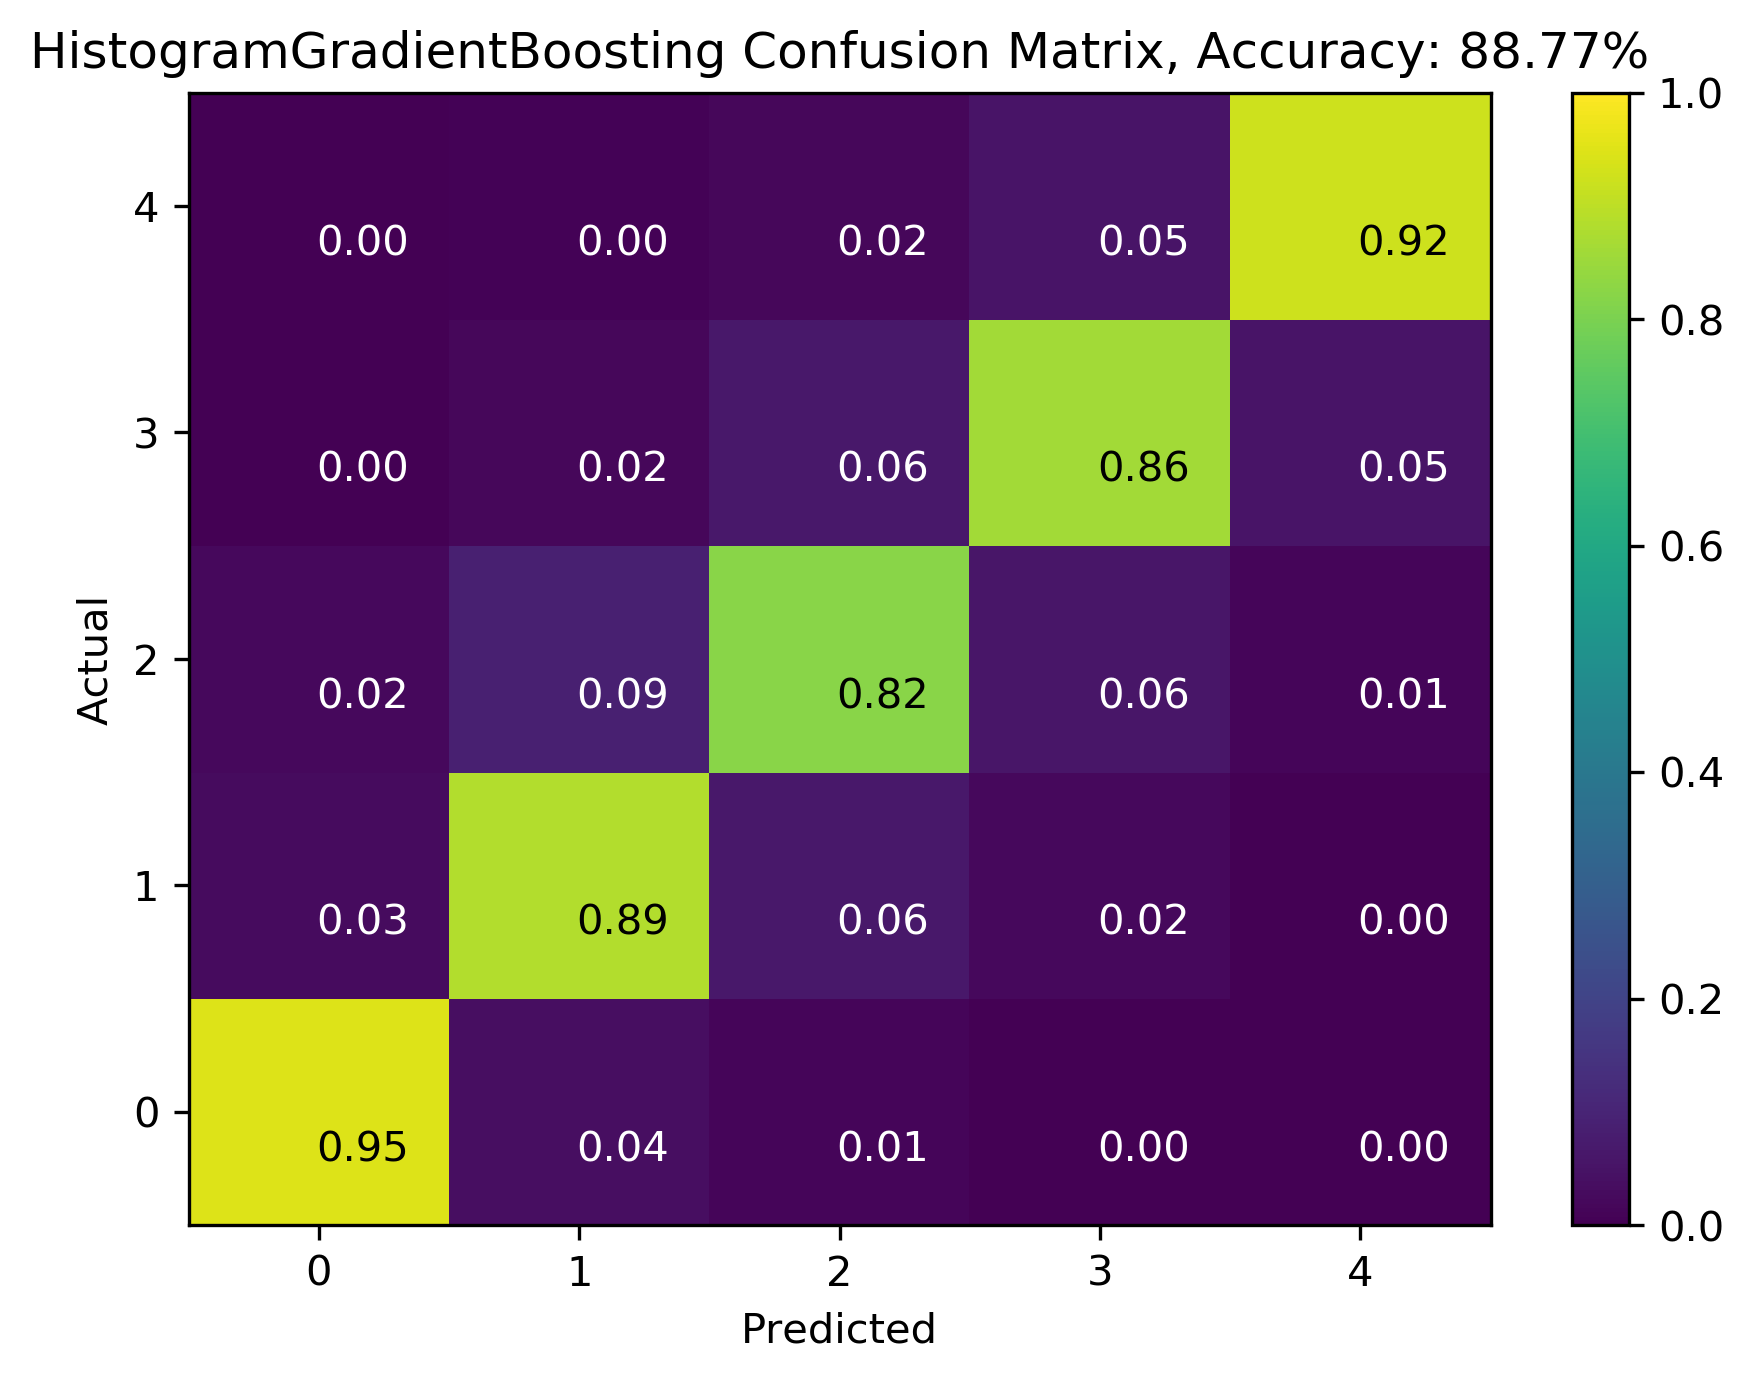 HistogramGradientBoosting Confusion Matrix, Accuracy: 88.77%
1.0
4
0.00 0.00 0.02 0.05 0.92
0.8
3
0.00 0.02 0.06 0.86 0.05
0.6
Actual
2
0.02 0.09 0.82 0.06 0.01
0.4
1
0.03 0.89 0.06 0.02 0.00
0.2
0
0.95 0.04 0.01 0.00 0.00
0.0
0 1 2 3 4
Predicted